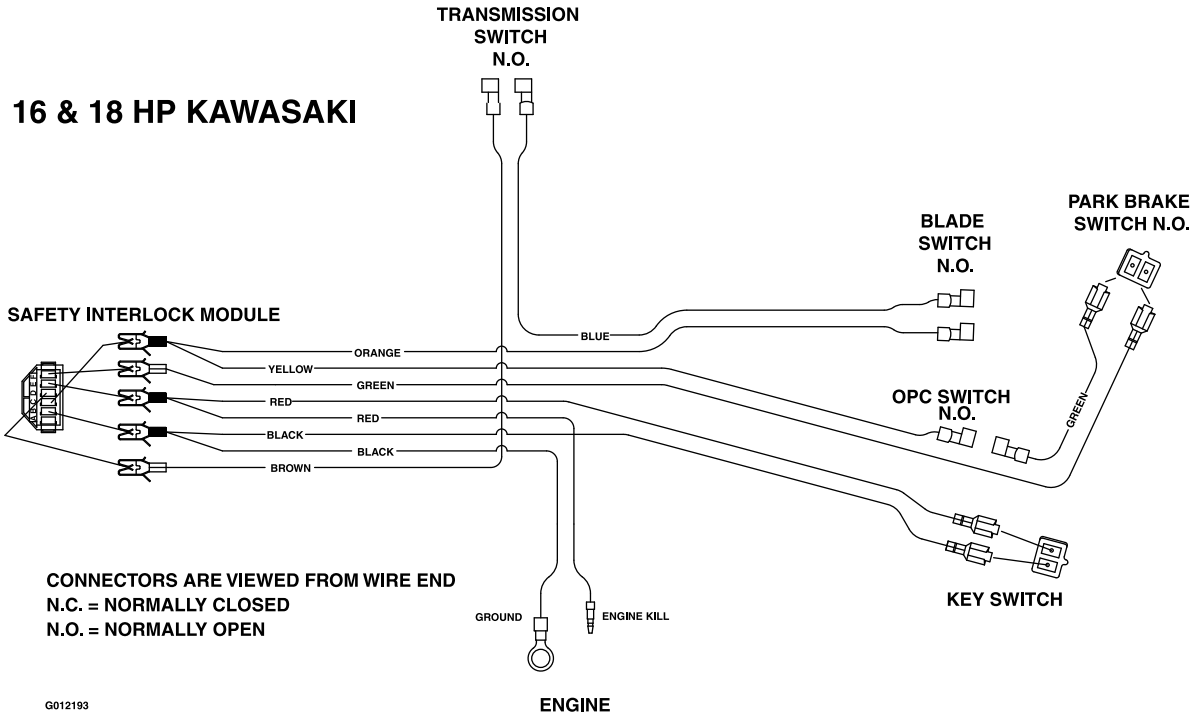 TRANSMISSION
SWITCH
N.O.
16 & 18 HP KAWASAKI
PARK BRAKE
SWITCH N.O.
BLADE
SWITCH
N.O.
SAFETY INTERLOCK MODULE
BLUE
ORANGE
YELLOW
GREEN
RED
RED
BLACK
BLACK
BROWN
OPC SWITCH
N.O.
GREEN
CONNECTORS ARE VIEWED FROM WIRE END
N.C. = NORMALLY CLOSED
N.O. = NORMALLY OPEN
KEY SWITCH
GROUND
ENGINE KILL
ENGINE
G012193